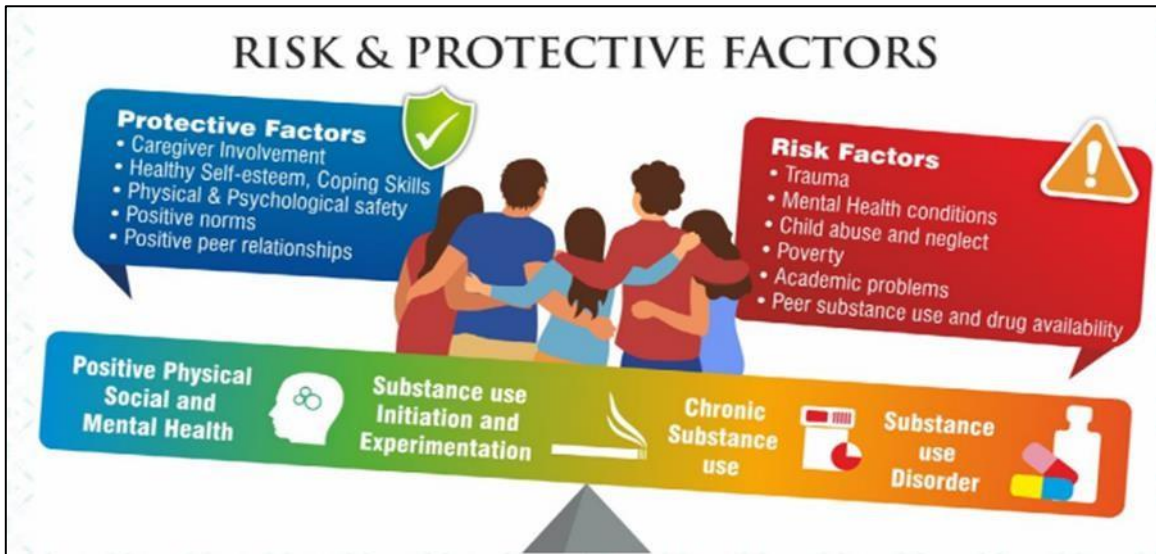 RISK & PROTECTIVE FACTORS
Protective Factors
• Caregiver Involvement
• Healthy Self-esteem, Coping Skills
• Physical & Psychological safety
• Positive norms
• Positive peer relationships
Risk Factors
• Trauma
• Mental Health conditions
• Child abuse and neglect
• Poverty
• Academic problems
• Peer substance use and drug availability
Positive Physical
Social and
Mental Health
Substance use
Initiation and
Experimentation
Chronic
Substance
use
Substance
use
Disorder